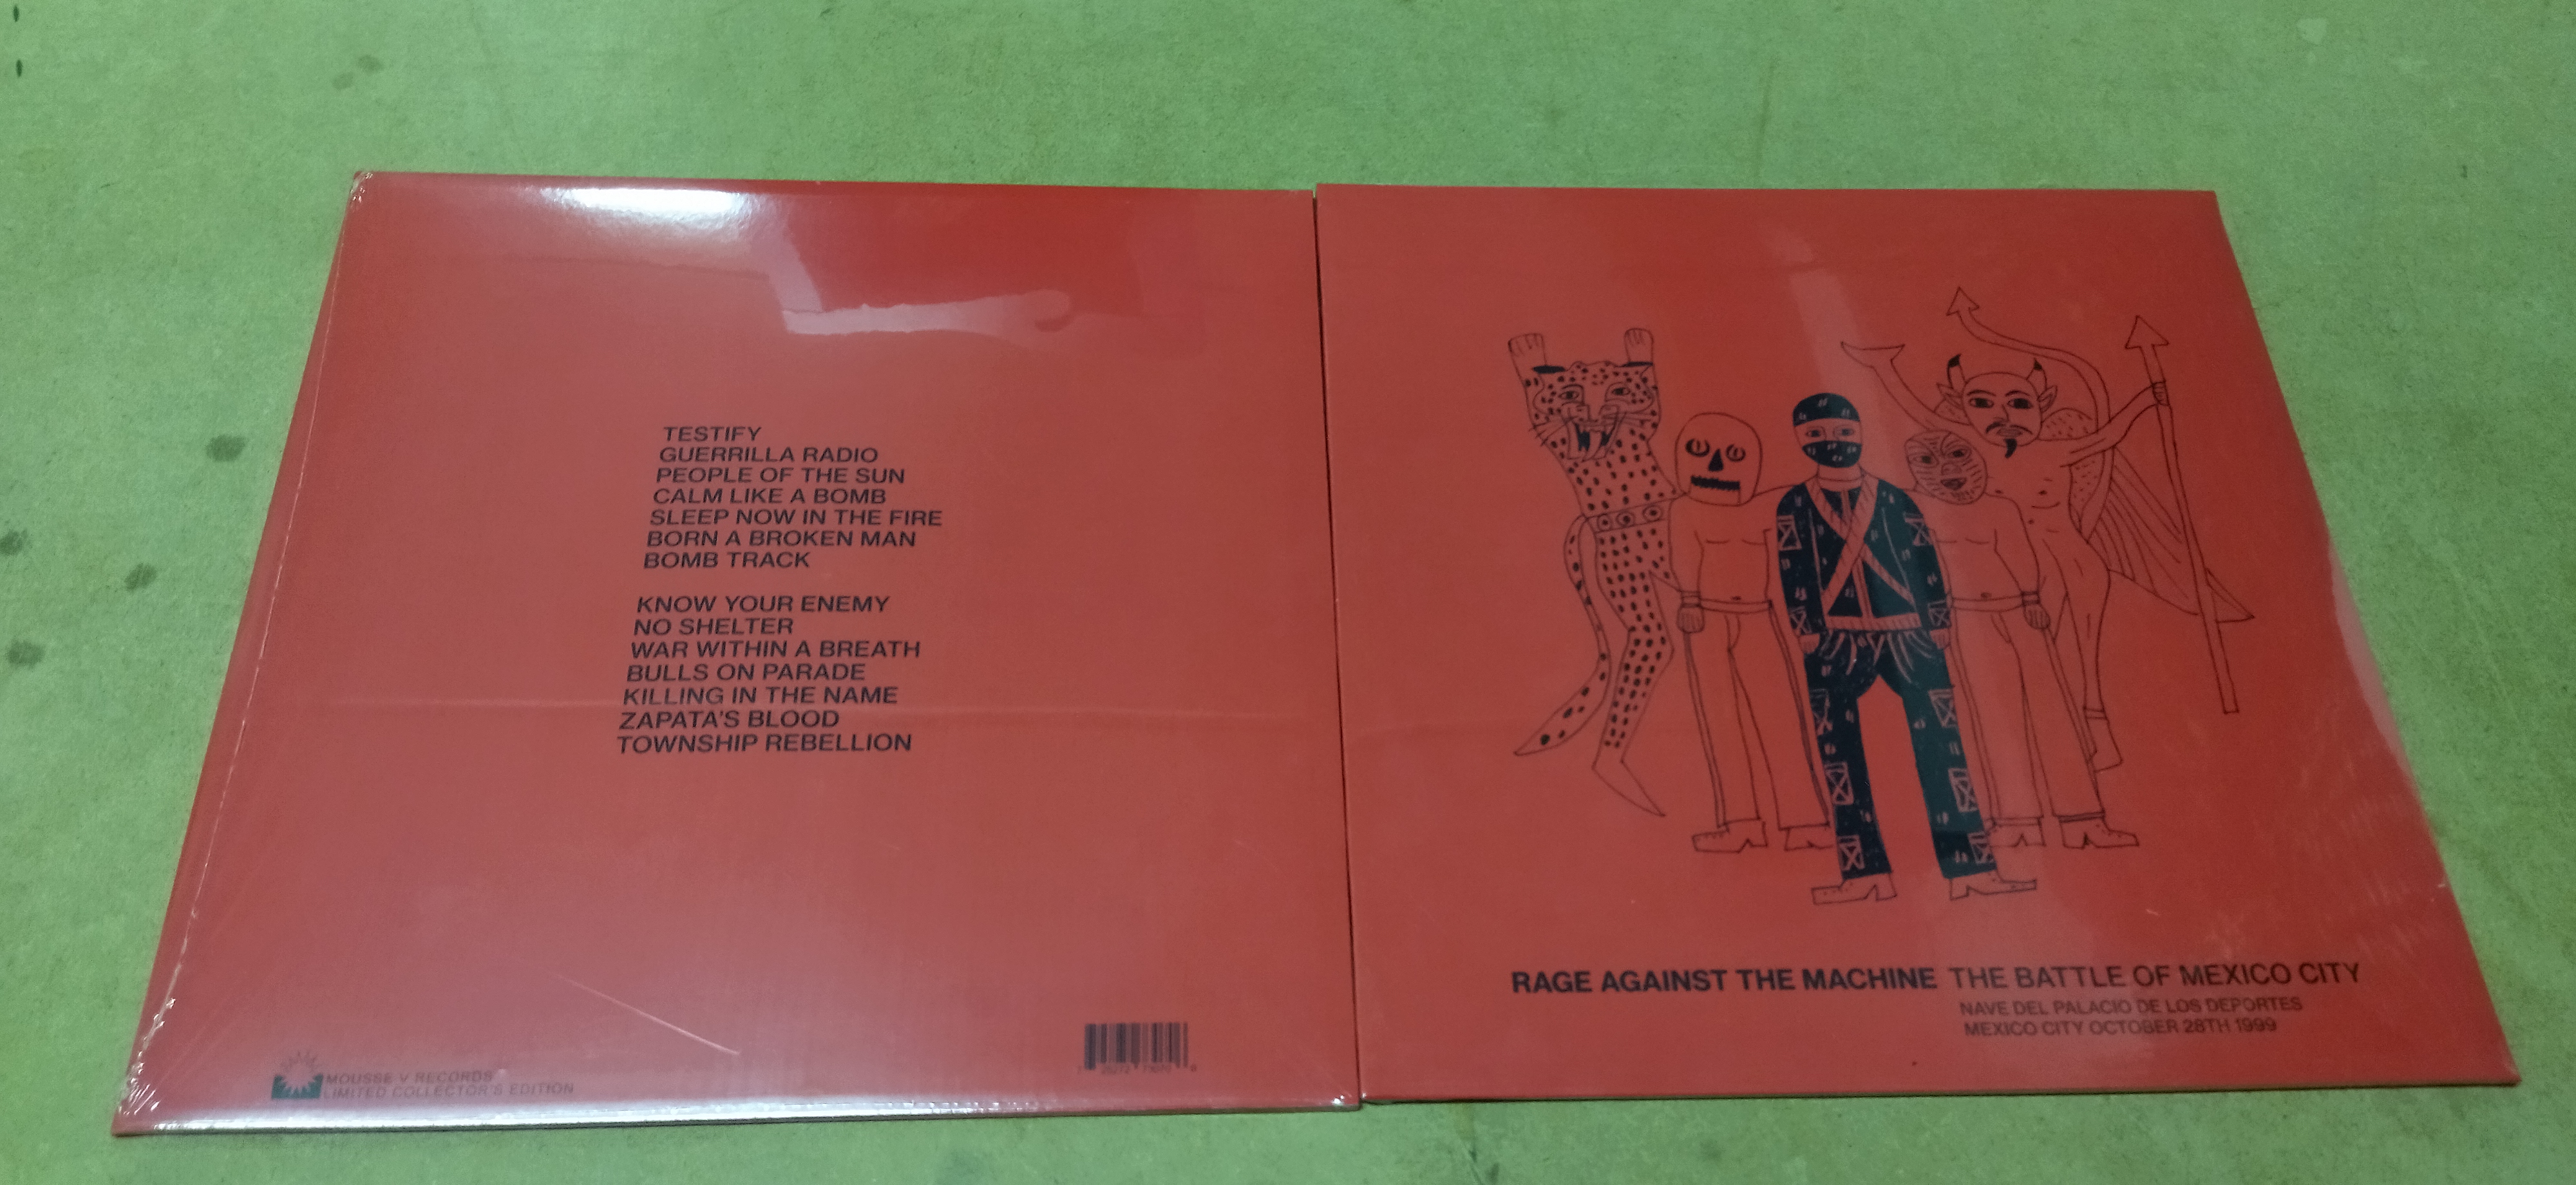 TESTIFY
GUERRILLA RADIO
PEOPLE OF THE SUN
CALM LIKE A BOMB
SLEEP NOW IN THE FIRE
BORN A BROKEN MAN
BOMB TRACK
KNOW YOUR ENEMY
NO SHELTER
WAR WITHIN A BREATH
BULLS ON PARADE
KILLING IN THE NAME
ZAPATA'S BLOOD
TOWNSHIP REBELLION
MOUSSE V RECORDS
LIMITED COLLECTOR'S EDITION
RAGE AGAINST THE MACHINE THE BATTLE OF MEXICO CITY
NAVE DEL PALACIO DE LOS DEPORTES
MEXICO CITY OCTOBER 28TH 1999